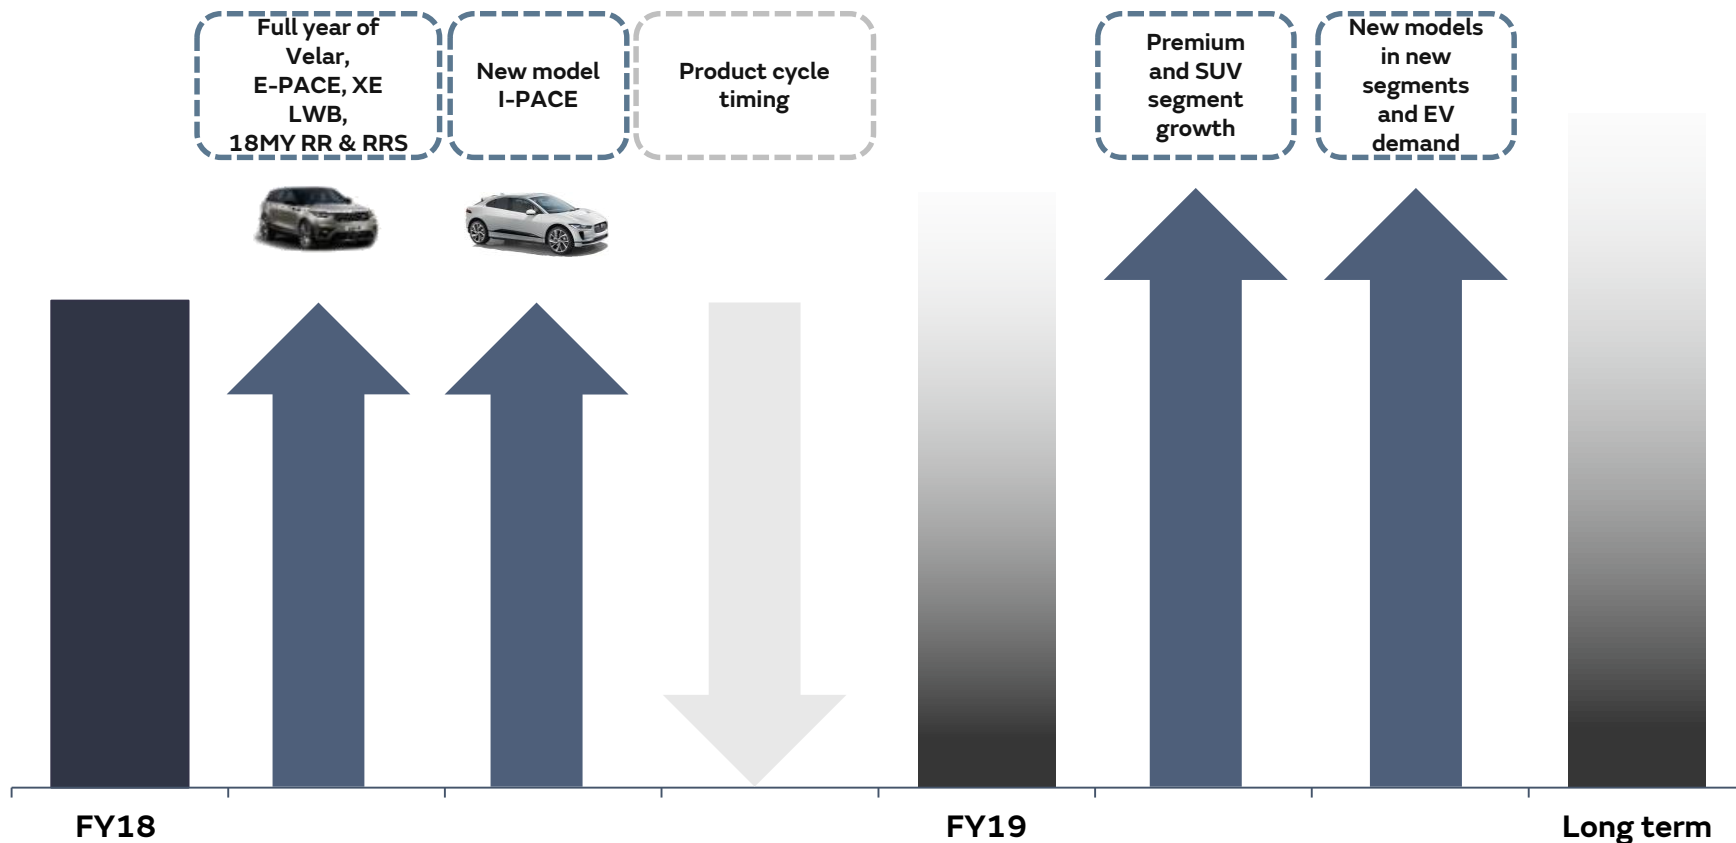 Full year of
Velar,
E-PACE, XE
LWB,
18MY RR & RRS
New model
I-PACE
Product cycle
timing
Premium
and SUV
segment
growth
New models
in new
segments
and EV
demand
FY18
FY19
Long term